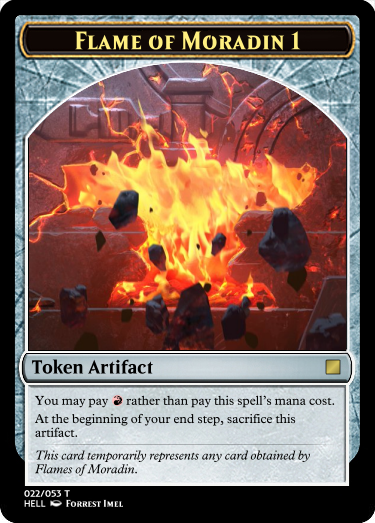 Flame of Moradin 1
Token Artifact
You may pay rather than pay this spell's mana cost.
At the beginning of your end step, sacrifice this
artifact.
This card temporarily represents any card obtained by
Flames of Moradin.
022/053 T
HELL Forrest Imel